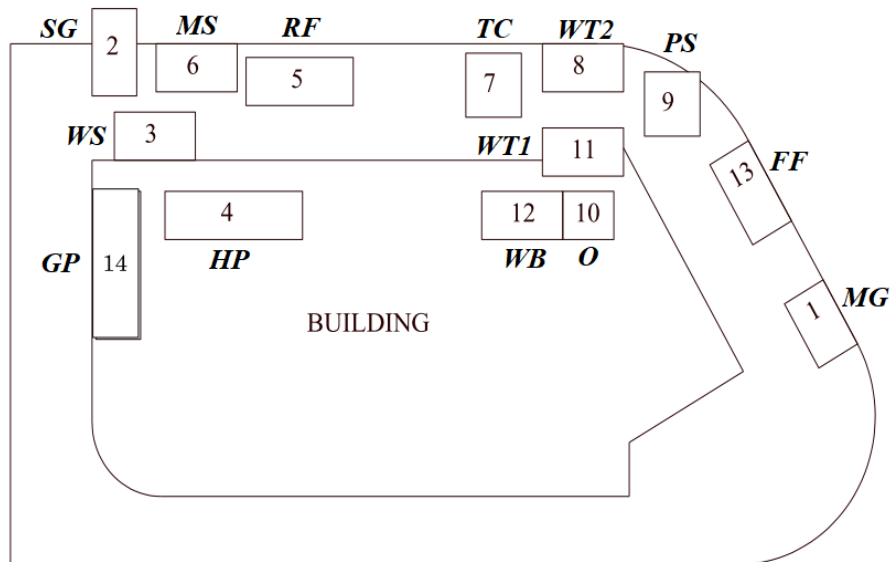 SG 2 MS RF TC WT2 PS
6 5 7 8 9
WS 3 WT1 11 13 FF
4 12 10
GP 14 HP WB O
1 MG
BUILDING